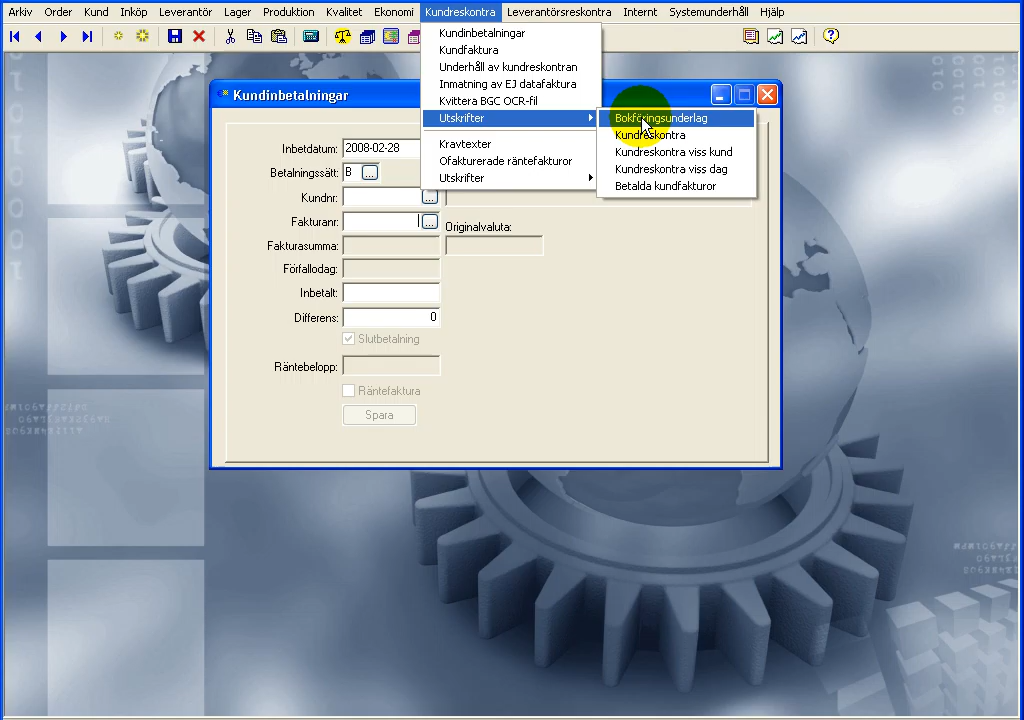 Arkiv Order Kund Inköp Leverantör Lager Produktion Kvalitet Ekonomi Kundreskontra Leverantörsreskontra Internt Systemunderhåll Hjälp
Kundinbetalningar
Kundfaktura
Underhåll av kundreskontran
Inmatning av EJ datafaktura
Kvittera BGC OCR-fil
Utskrifter
Kravtexter
Ofakturerade räntefakturor
Utskrifter
Bokföringsunderlag
Kundreskontra
Kundreskontra viss kund
Kundreskontra viss dag
Betalda kundfakturor
Kundinbetalningar
Inbetdatum: 2008-02-28
Betalningssätt: B ...
Kundnr: ...
Fakturanr: ... Originalvaluta:
Fakturasumma:
Förfallodag:
Inbetalt:
Differens: 0
Slutbetalning
Räntebelopp:
Räntefaktura
Spara